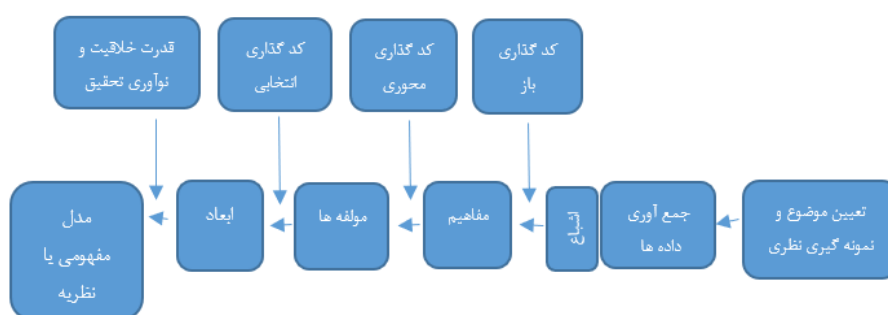 کد گذاری
باز
کد گذاری
محوری
کد گذاری
انتخابی
قدرت خلاقیت و
نوآوری تحقیق
تعیین موضوع و
نمونه گیری نظری
جمع آوری
داده ها
اشباع
مفاهیم
مولفه ها
ابعاد
مدل
مفهومی یا
نظریه